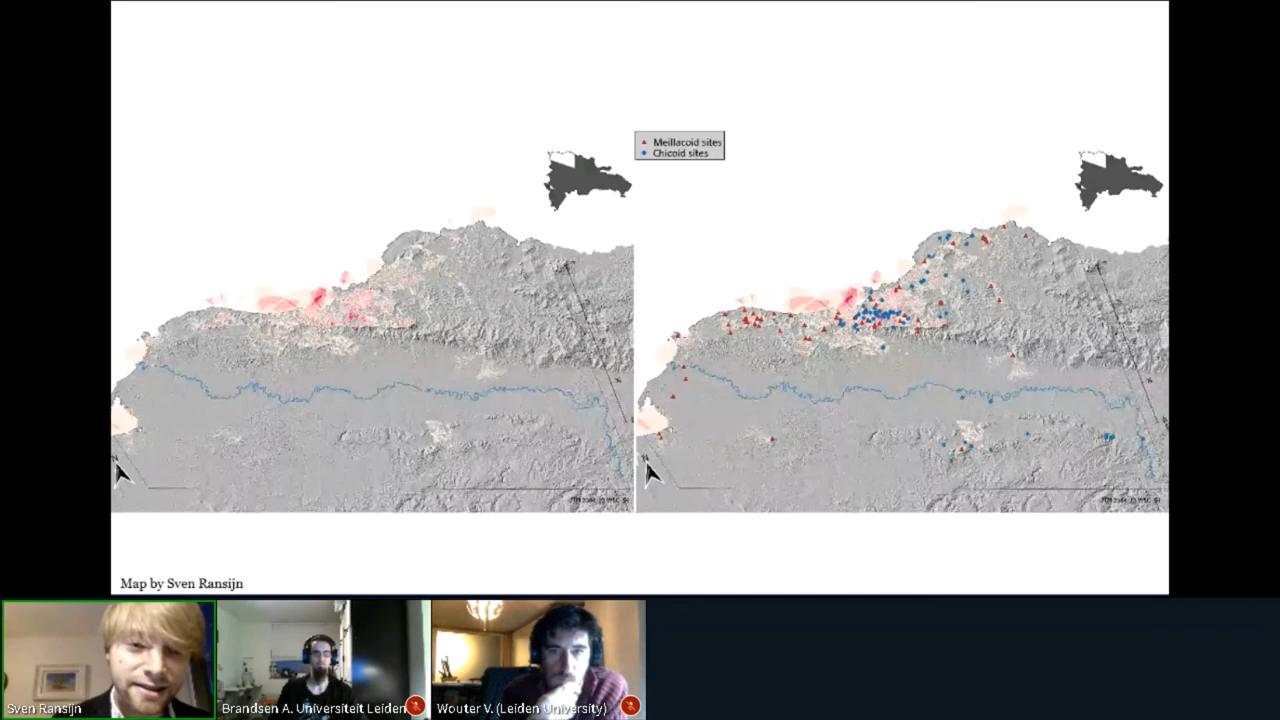 Meillacoid sites
Chicoid sites
Map by Sven Ransijn
Sven Ransijn
Brandsen A. Universiteit Leiden
Wouter V. (Leiden University)